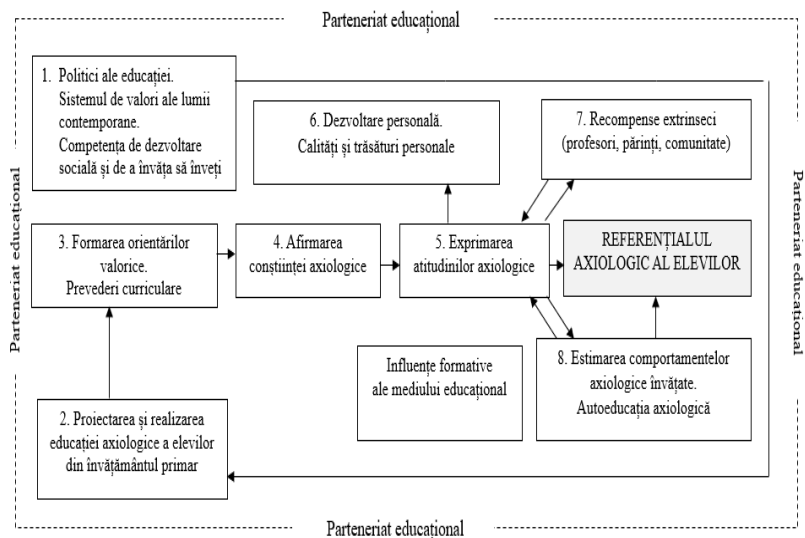 Parteneriat educațional
1. Politici ale educației.
Sistemul de valori ale lumii
contemporane.
Competența de dezvoltare
socială și de a învăța să înveți
6. Dezvoltare personală.
Calități și trăsături personale
7. Recompense extrinseci
(profesori, părinți, comunitate)
Parteneriat educațional
3. Formarea orientărilor
valorice.
Prevederi curriculare
4. Afirmarea
conștiinței axiologice
5. Exprimarea
atitudinilor axiologice
REFERENȚIALUL
AXIOLOGIC AL ELEVILOR
Parteneriat educațional
Influențe formative
ale mediului educațional
8. Estimarea comportamentelor
axiologice învățate.
Autoeducația axiologică
2. Proiectarea și realizarea
educației axiologice a elevilor
din învățământul primar
Parteneriat educațional